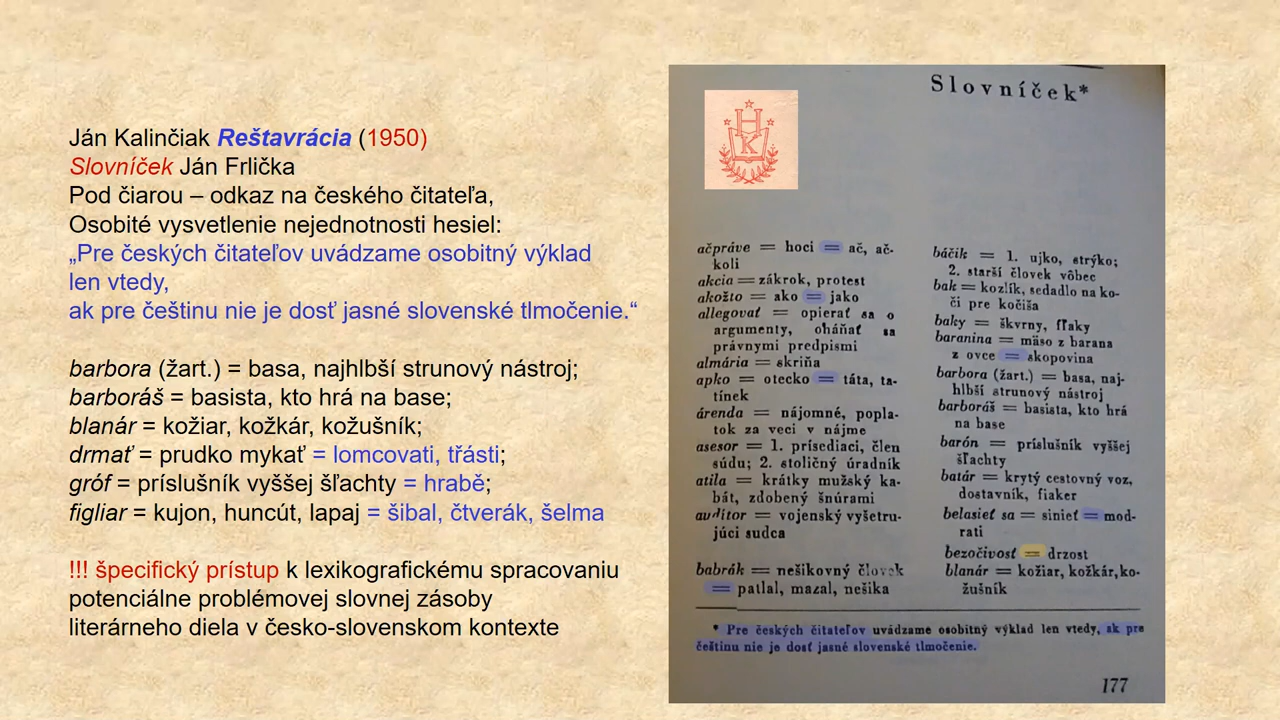 Ján Kalinčiak Reštavrácia (1950)
Slovníček Ján Frlička
Pod čiarou – odkaz na českého čitateľa,
Osobité vysvetlenie nejednotnosti hesiel:
„Pre českých čitateľov uvádzame osobitný výklad
len vtedy,
ak pre češtinu nie je dosť jasné slovenské tlmočenie.“
barbora (žart.) = basa, najhlbší strunový nástroj;
barboráš = basista, kto hrá na base;
blanár = kožiar, kožkár, kožušník;
drmať = prudko mykať = lomcovati, třásti;
gróf = príslušník vyššej šľachty = hrabě;
figliar = kujon, huncút, lapaj = šibal, čtverák, šelma
!!! špecifický prístup k lexikografickému spracovaniu
potenciálne problémovej slovnej zásoby
literárneho diela v česko-slovenskom kontexte
Slovníček*
H
K
ačpráve = hoci = ač, ač-
koli
akcia = zákrok, protest
akožto = ako = jako
allegovať = opierať sa o
argumenty, oháňať sa
právnymi predpismi
almária = skriňa
apko = otecko = táta, ta-
tínek
árenda = nájomné, popla-
tok za veci v nájme
asesor = 1. prísediaci, člen
súdu; 2. stoličný úradník
atila = krátky mužský ka-
bát, zdobený šnúrami
auditor = vojenský vyšetru-
júci sudca
babrák = nešikovný človek
= patlal, mazal, nešika
báčik = 1. ujko, strýko;
2. starší človek vôbec
bak = kozlík, sedadlo na ko-
či pre kočiša
baky = škvrny, fľaky
baranina = mäso z barana
z ovce = skopovina
barbora (žart.) = basa, naj-
hlbší strunový nástroj
barboráš = basista, kto hrá
na base
barón = príslušník vyššej
šľachty
batár = krytý cestovný voz,
dostavník, fiaker
belasieť sa = sinieť = mod-
rati
bezočivosť = drzost
blanár = kožiar, kožkár, ko-
žušník
* Pre českých čitateľov uvádzame osobitný výklad len vtedy, ak pre
češtinu nie je dosť jasné slovenské tlmočenie.
177